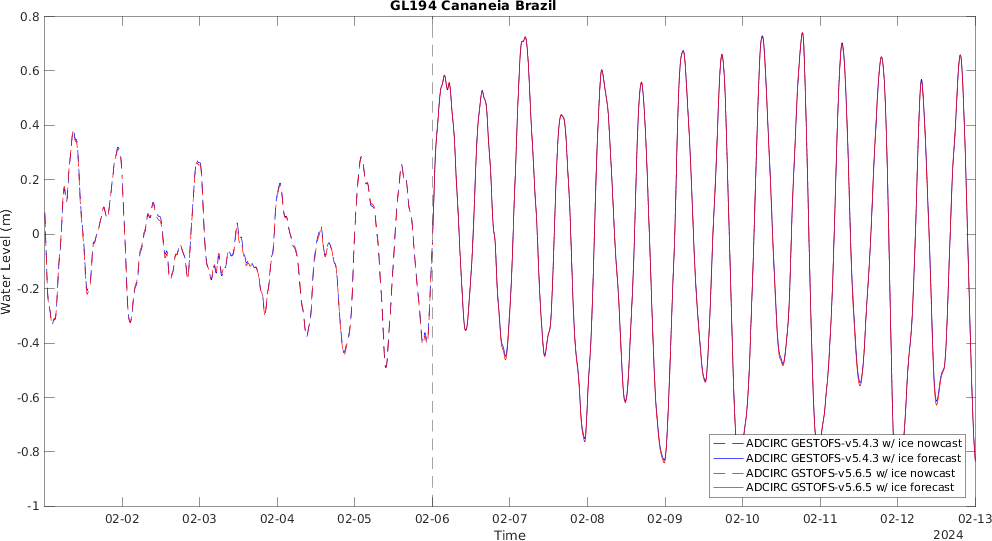 GL194 Cananeia Brazil
0.8
0.6
0.4
0.2
0
-0.2
-0.4
-0.6
-0.8
-1
Water Level (m)
ADCIRC GESTOFS-v5.4.3 w/ ice nowcast
ADCIRC GESTOFS-v5.4.3 w/ ice forecast
ADCIRC GSTOFS-v5.6.5 w/ ice nowcast
ADCIRC GSTOFS-v5.6.5 w/ ice forecast
02-02 02-03 02-04 02-05 02-06 02-07 02-08 02-09 02-10 02-11 02-12 02-13
Time
2024